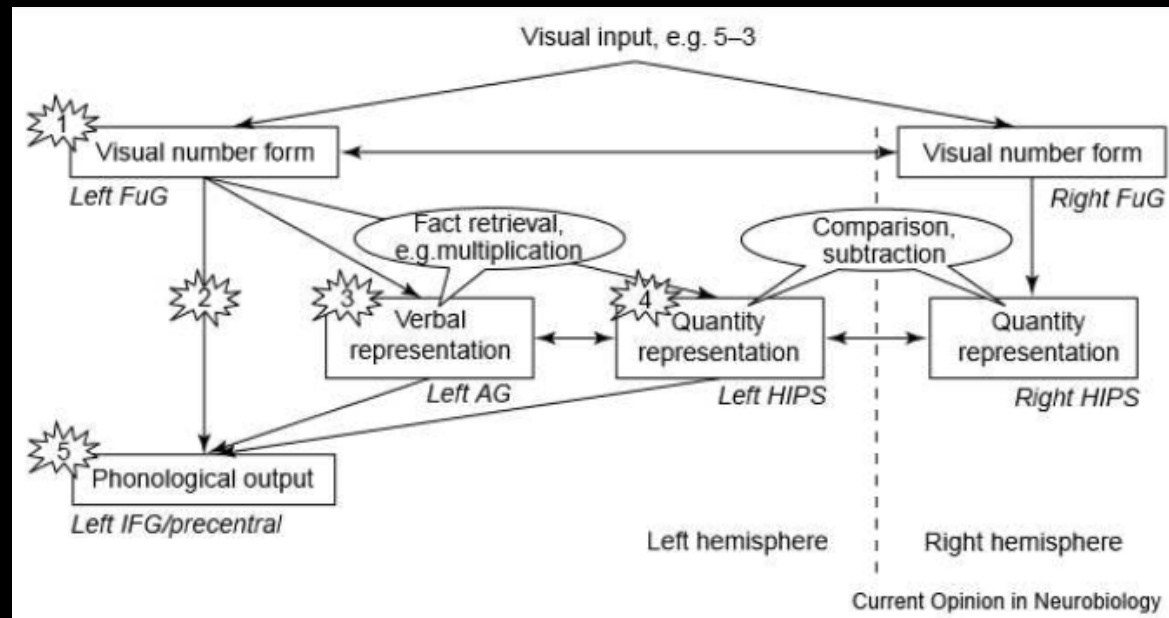 Visual input, e.g. 5–3
1
Visual number form
Visual number form
Left FuG
Right FuG
Fact retrieval,
e.g.multiplication
Comparison,
subtraction
2
3
4
Verbal
representation
Quantity
representation
Quantity
representation
Left AG
Left HIPS
Right HIPS
5
Phonological output
Left IFG/precentral
Left hemisphere
Right hemisphere
Current Opinion in Neurobiology